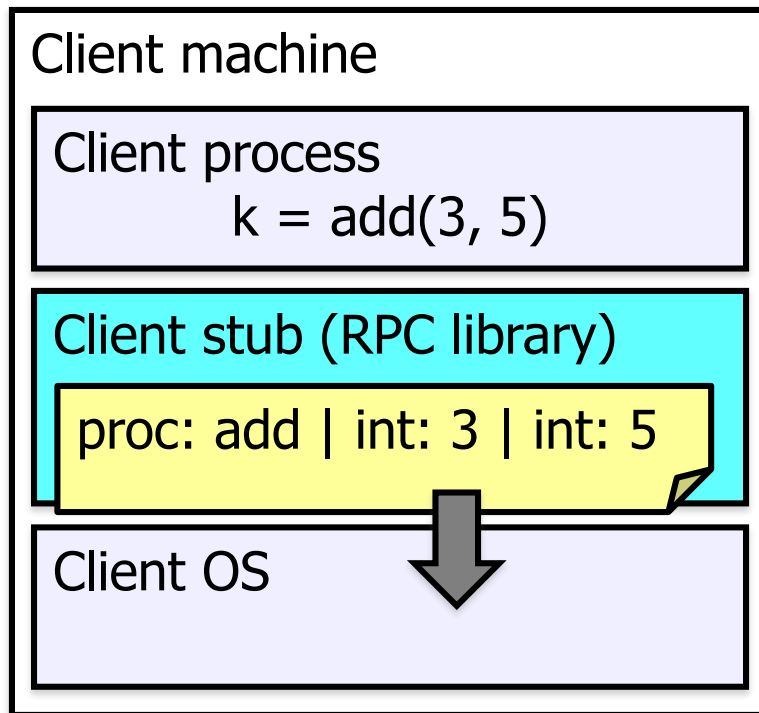 Client machine
Client process
k = add(3, 5)
Client stub (RPC library)
proc: add | int: 3 | int: 5
Client OS